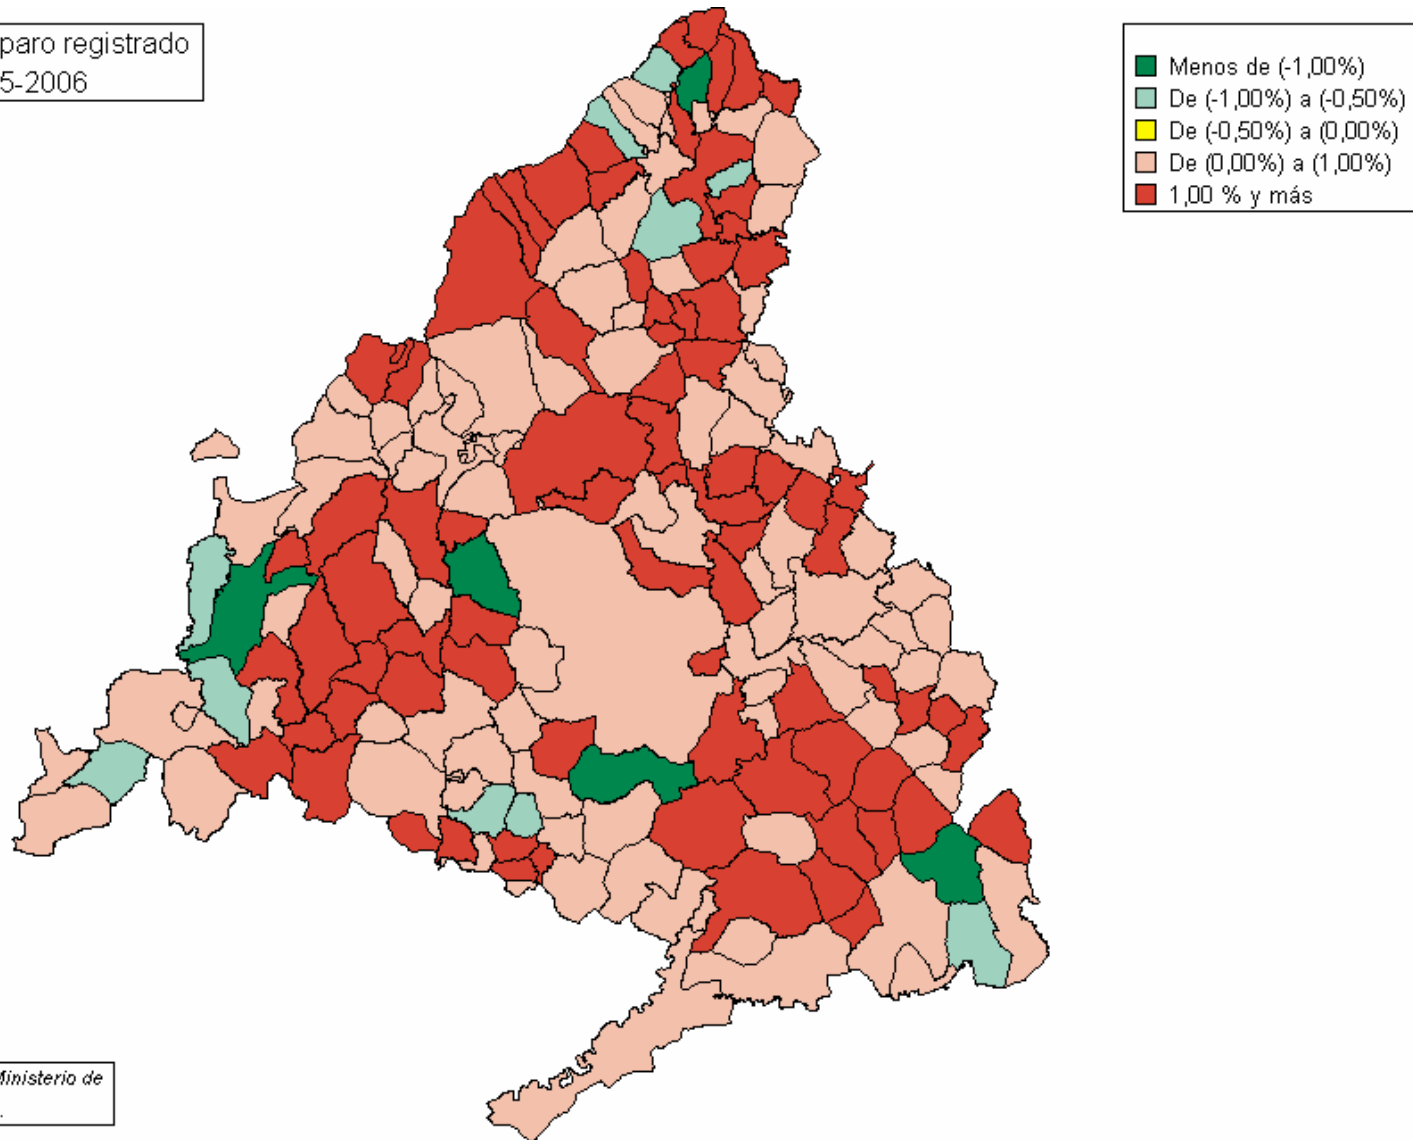 paro registrado
5-2006
Menos de (-1,00%)
De (-1,00%) a (-0,50%)
De (-0,50%) a (0,00%)
De (0,00%) a (1,00%)
1,00 % y más
Ministerio de
.